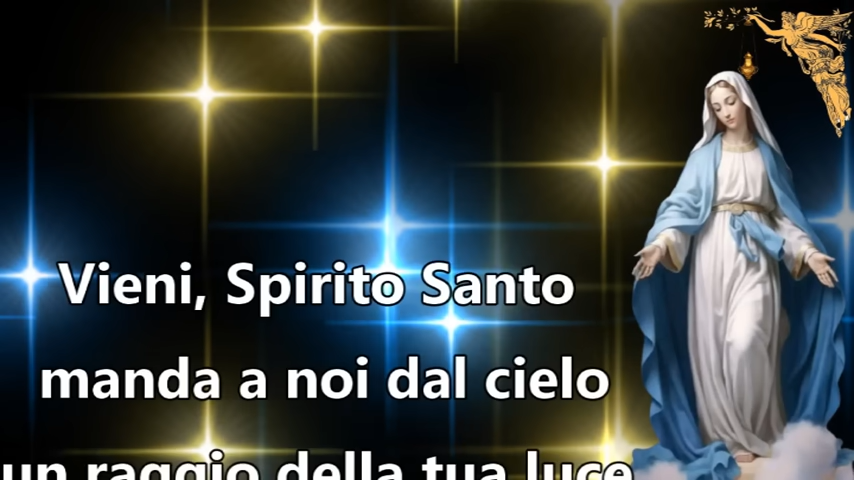 Vieni, Spirito Santo
manda a noi dal cielo
un raggio della tua luce